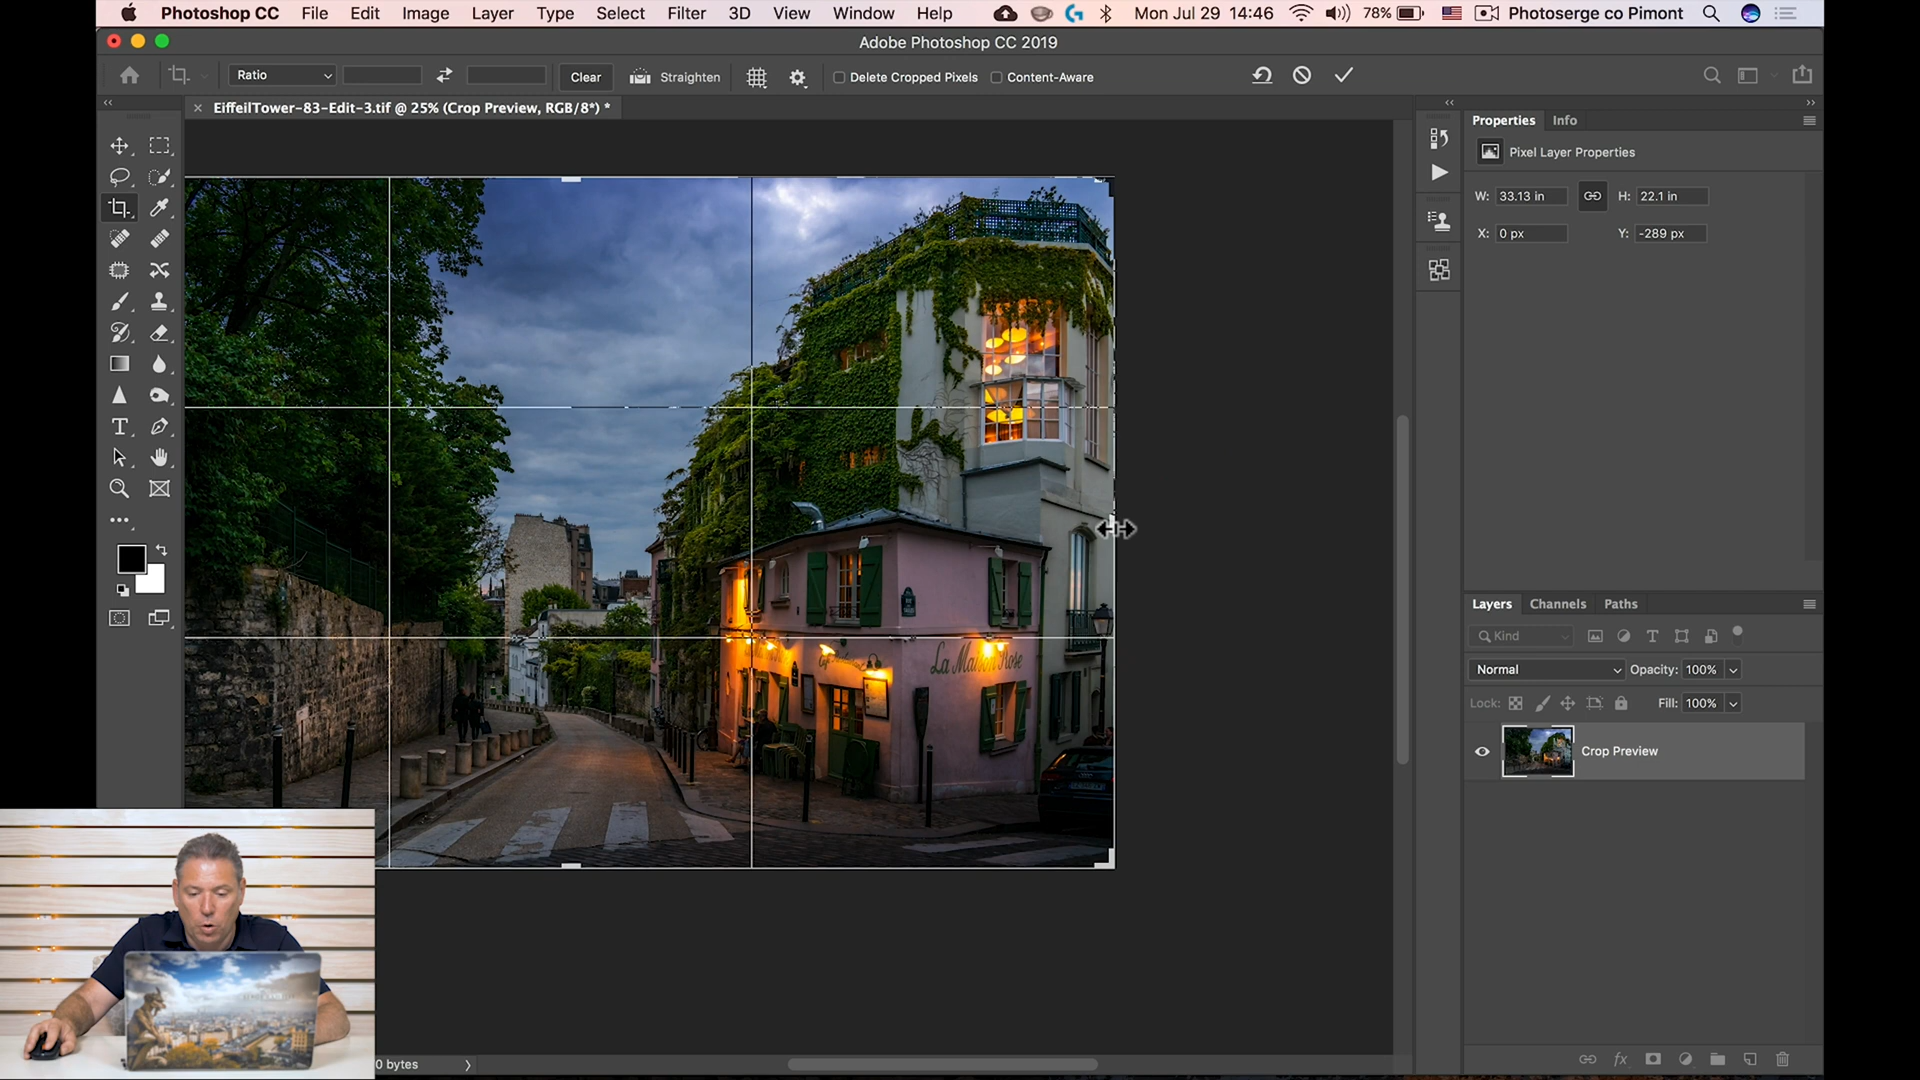 Photoshop CC File Edit Image Layer Type Select Filter 3D View Window Help Mon Jul 29 14:46 78% Photoserge co Pimont
Adobe Photoshop CC 2019
Ratio Clear Straighten Delete Cropped Pixels Content-Aware
EiffeilTower-83-Edit-3.tif @ 25% (Crop Preview, RGB/8*) *
Properties Info
Pixel Layer Properties
W: 33.13 in H: 22.1 in
X: 0 px Y: -289 px
La Maison Rose
Layers Channels Paths
Kind
Normal Opacity: 100%
Lock: Fill: 100%
Crop Preview
0 bytes